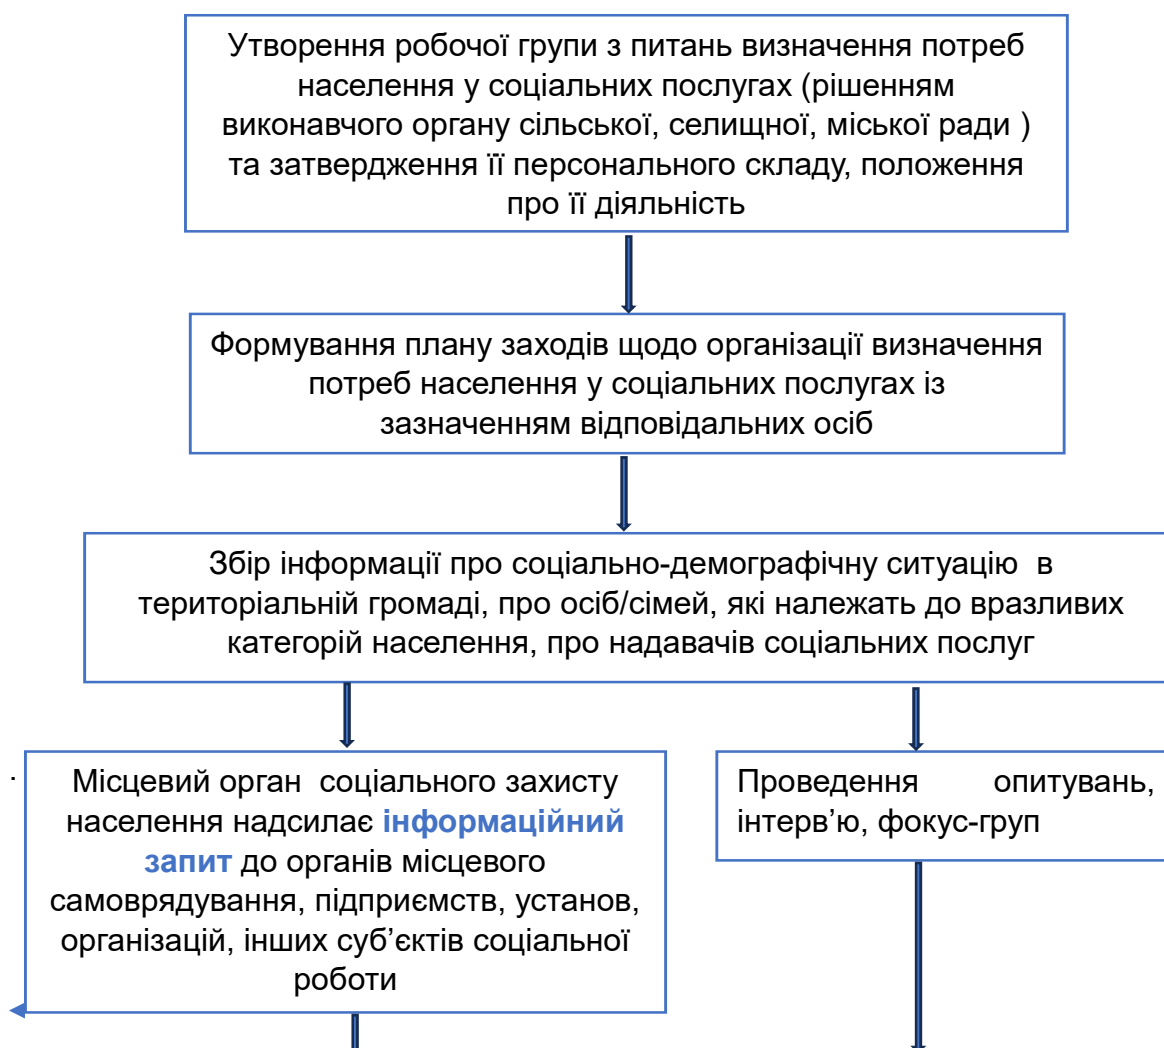 Утворення робочої групи з питань визначення потреб
населення у соціальних послугах (рішенням
виконавчого органу сільської, селищної, міської ради )
та затвердження її персонального складу, положення
про її діяльність
Формування плану заходів щодо організації визначення
потреб населення у соціальних послугах із
зазначенням відповідальних осіб
Збір інформації про соціально-демографічну ситуацію в
територіальній громаді, про осіб/сімей, які належать до вразливих
категорій населення, про надавачів соціальних послуг
.
Місцевий орган соціального захисту
населення надсилає інформаційний
запит до органів місцевого
самоврядування, підприємств, установ,
організацій, інших суб’єктів соціальної
роботи
Проведення опитувань,
інтерв’ю, фокус-груп